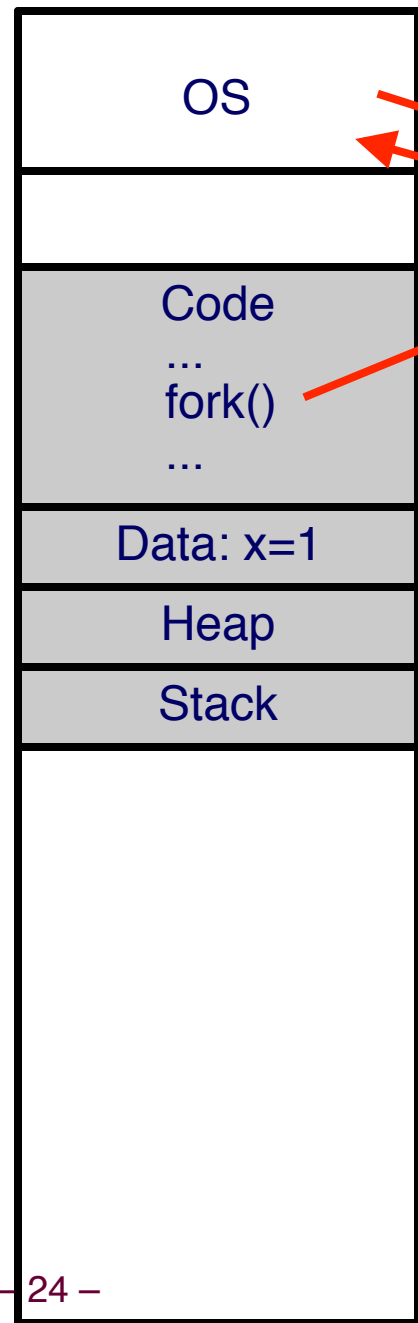 OS
Code
...
fork()
...
Data: x=1
Heap
Stack
– 24 –